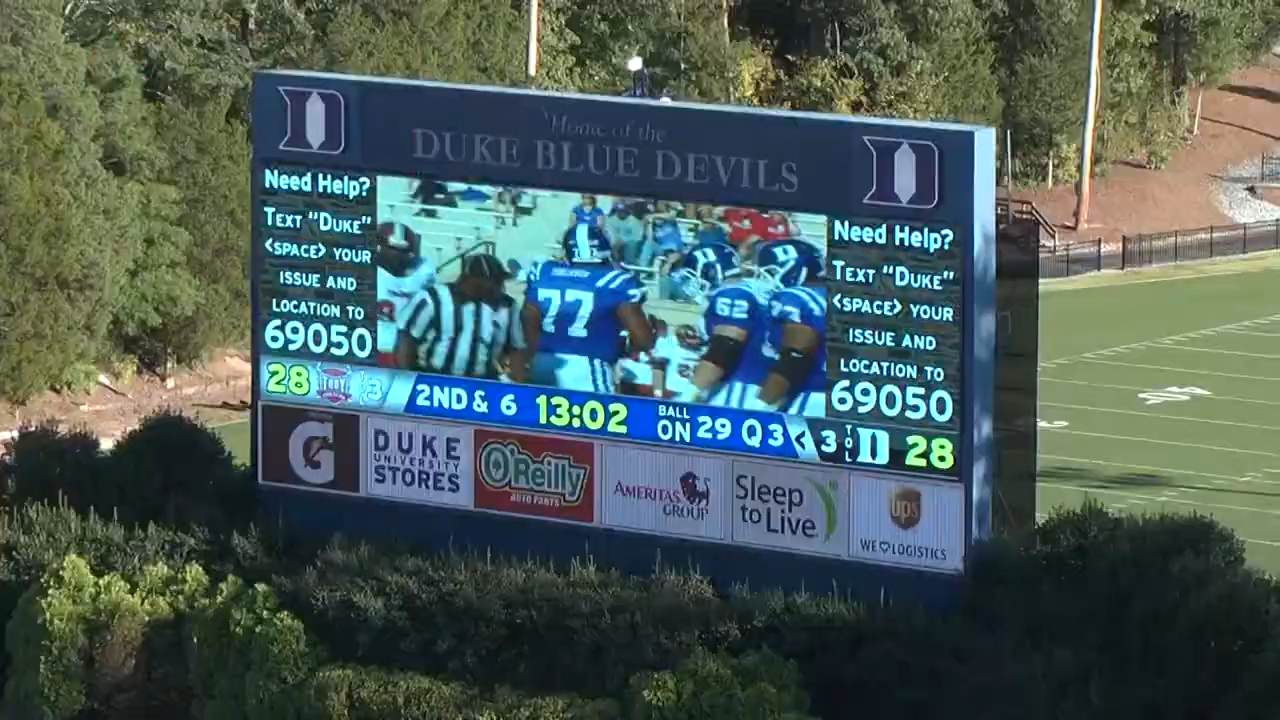 Home of the
DUKE BLUE DEVILS
D
D
Need Help?
Text "Duke"
<space> your
issue and
location to
69050
77
62
73
Need Help?
Text "Duke"
<space> your
issue and
location to
69050
28 TROY 3 2ND & 6 13:02 BALL ON 29 Q3 < 3 TOL D 28
G
DUKE
UNIVERSITY
STORES
O'Reilly
AUTO PARTS
AMERITAS
GROUP
Sleep
to Live
ups
WE ♡ LOGISTICS